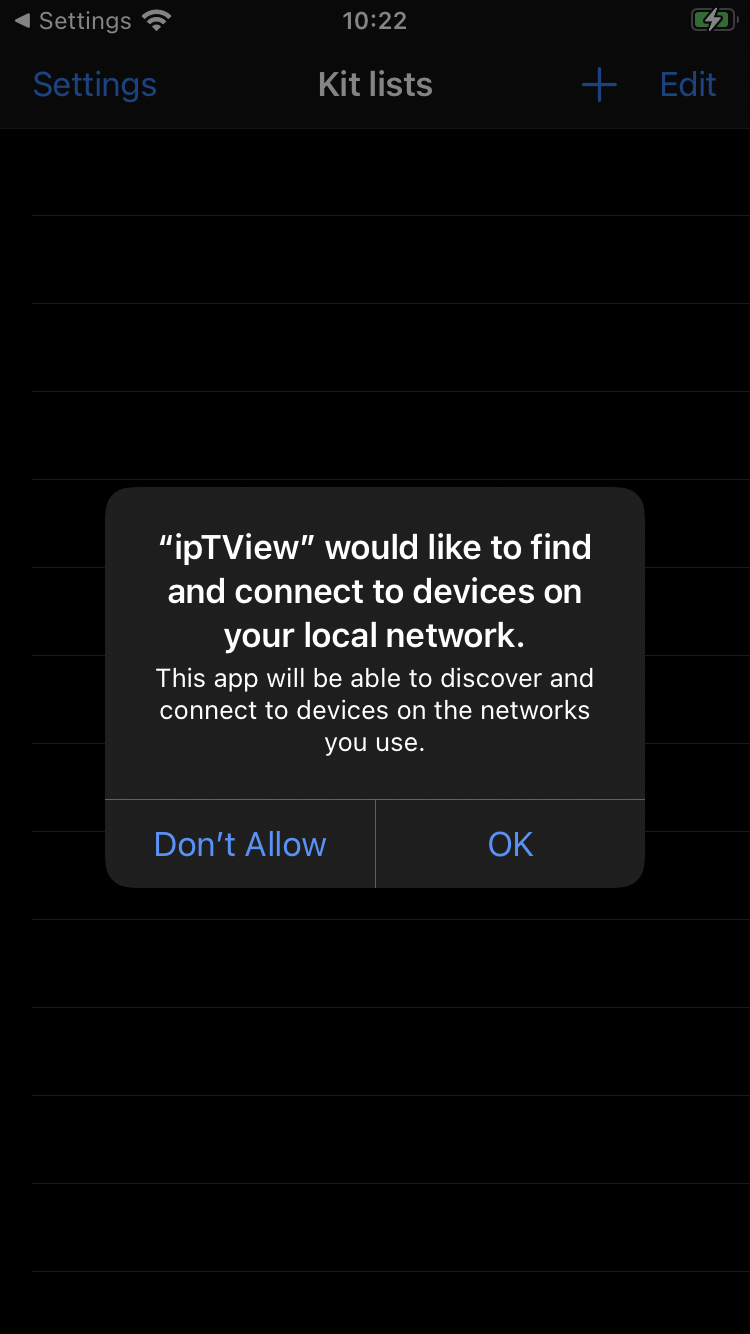 Settings
10:22
Settings
Kit lists
Edit
“ipTView” would like to find
and connect to devices on
your local network.
This app will be able to discover and
connect to devices on the networks
you use.
Don’t Allow
OK